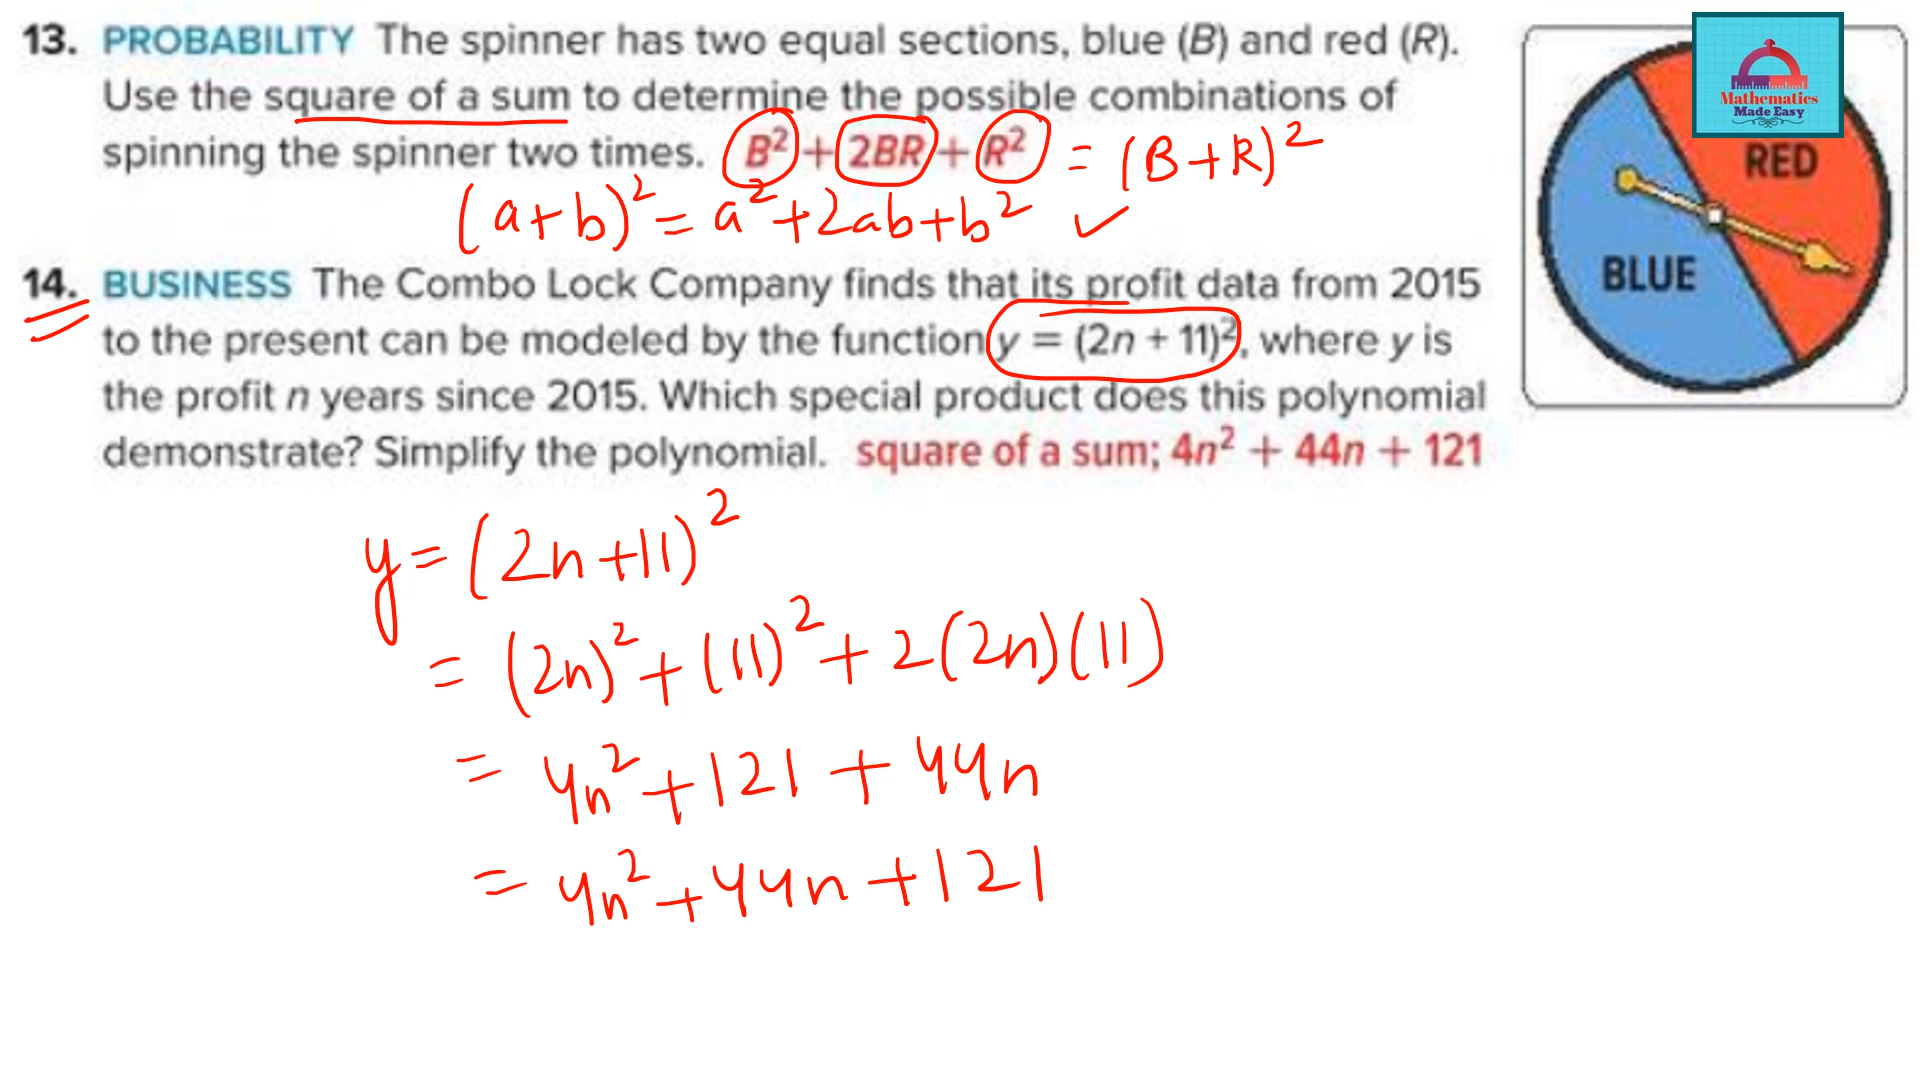 13. PROBABILITY The spinner has two equal sections, blue (B) and red (R).
Use the square of a sum to determine the possible combinations of
spinning the spinner two times. B² + 2BR + R² = (B+R)²
(a+b)² = a²+2ab+b² ✓
14. BUSINESS The Combo Lock Company finds that its profit data from 2015
to the present can be modeled by the function y = (2n + 11)², where y is
the profit n years since 2015. Which special product does this polynomial
demonstrate? Simplify the polynomial. square of a sum; 4n² + 44n + 121
y = (2n+11)²
= (2n)² + (11)² + 2(2n)(11)
= 4n² + 121 + 44n
= 4n² + 44n + 121
Mathematics
Made Easy
RED
BLUE